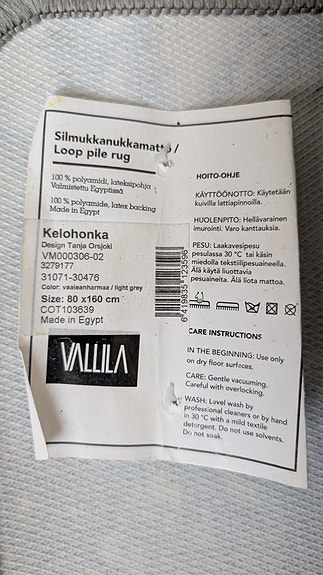 Silmukkanukkamatto /
Loop pile rug
100 % polyamidi, lateksipohja
Valmistettu Egyptissä
100 % polyamide, latex backing
Made in Egypt
Kelohonka
Design Tanja Orsjoki
VM000306-02
3279177
31071-30476
Color: vaaleanharmaa / light grey
Size: 80 x160 cm
COT103639
Made in Egypt
VALLILA
6 419835 123596
HOITO-OHJE
KÄYTTÖÖNOTTO: Käytetään
kuivilla lattiapinnoilla.
HUOLENPITO: Hellävarainen
imurointi. Varo kanttauksia.
PESU: Laakavesipesu
pesulassa 30 °C tai käsin
miedolla tekstiilipesuaineella.
Älä käytä liuottavia
pesuaineita. Älä liota mattoa.
CARE INSTRUCTIONS
IN THE BEGINNING: Use only
on dry floor surfaces.
CARE: Gentle vacuuming.
Careful with overlocking.
WASH: Level wash by
professional cleaners or by hand
in 30 °C with a mild textile
detergent. Do not use solvents.
Do not soak.